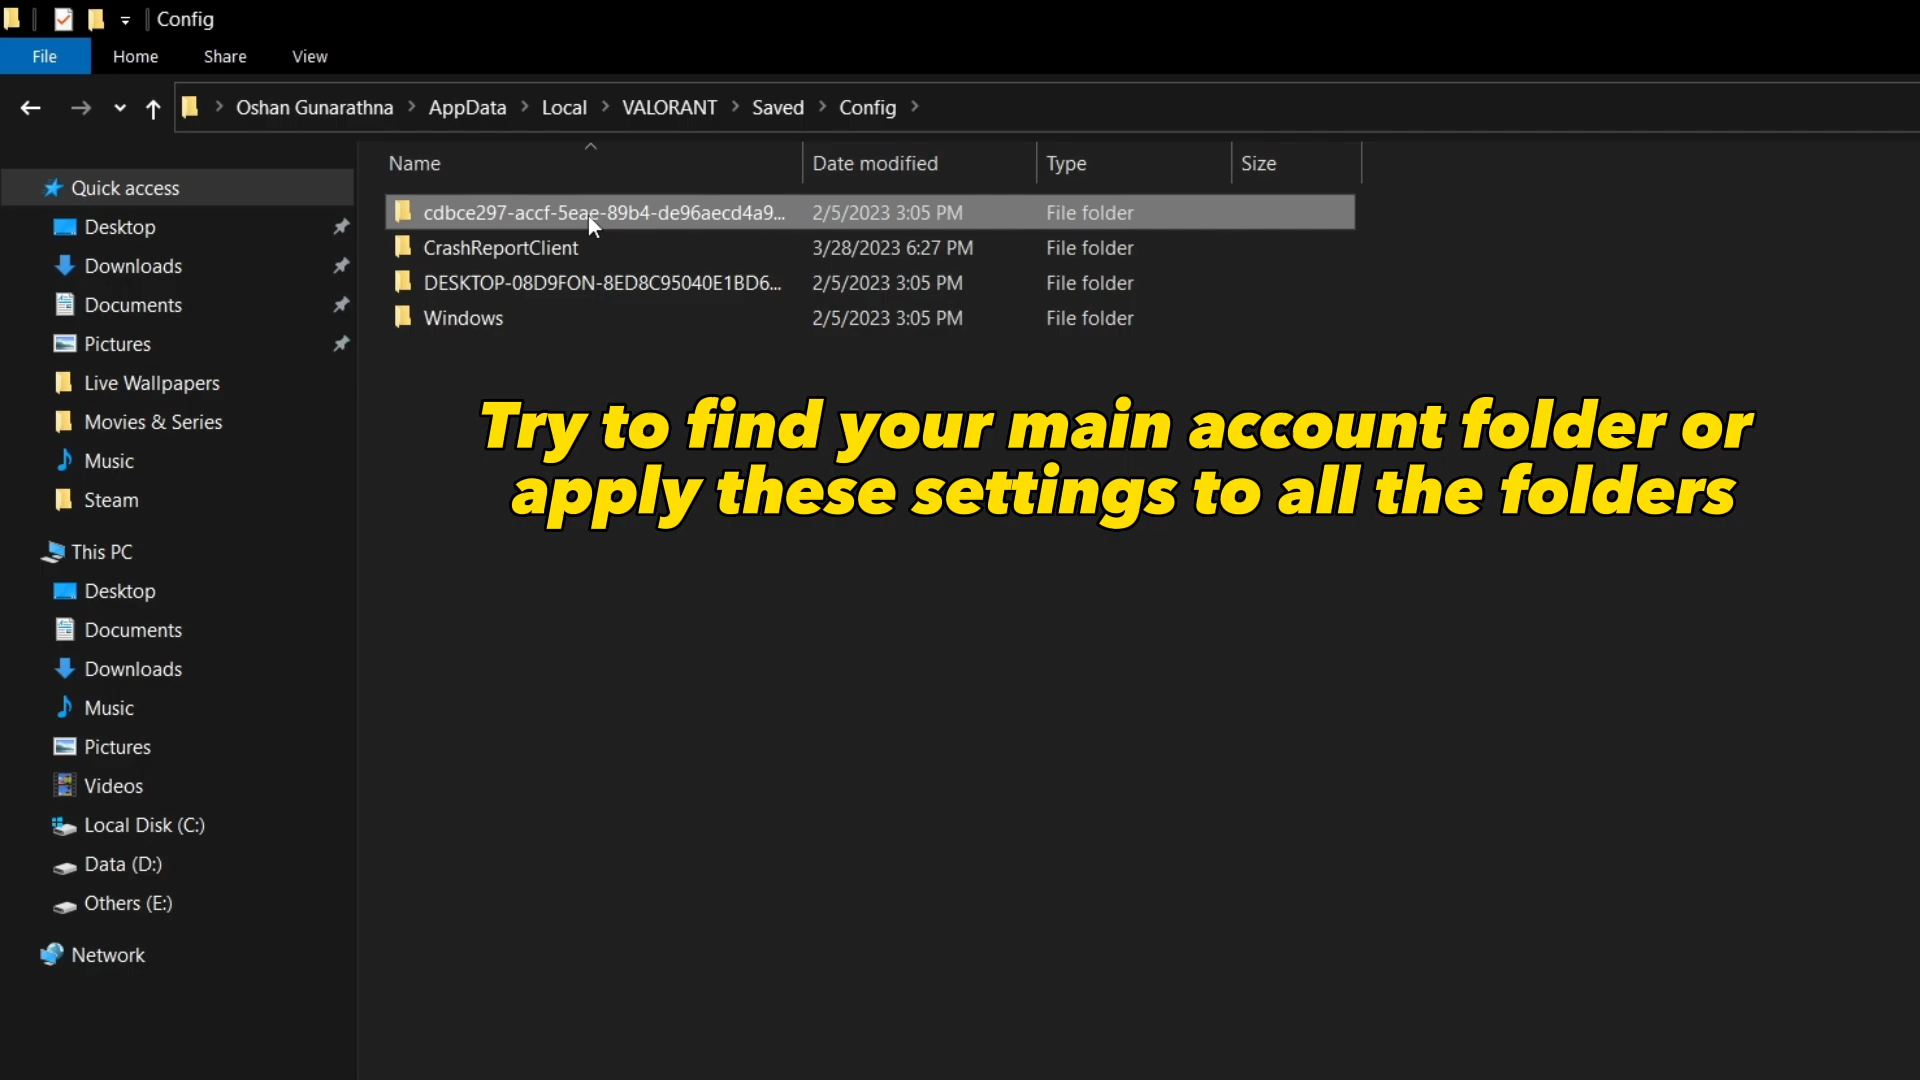 Config
File Home Share View
Oshan Gunarathna AppData Local VALORANT Saved Config
Name Date modified Type Size
cdbce297-accf-5eae-89b4-de96aecd4a9... 2/5/2023 3:05 PM File folder
CrashReportClient 3/28/2023 6:27 PM File folder
DESKTOP-08D9FON-8ED8C95040E1BD6... 2/5/2023 3:05 PM File folder
Windows 2/5/2023 3:05 PM File folder
Quick access
Desktop
Downloads
Documents
Pictures
Live Wallpapers
Movies & Series
Music
Steam
This PC
Desktop
Documents
Downloads
Music
Pictures
Videos
Local Disk (C:)
Data (D:)
Others (E:)
Network
Try to find your main account folder or
apply these settings to all the folders